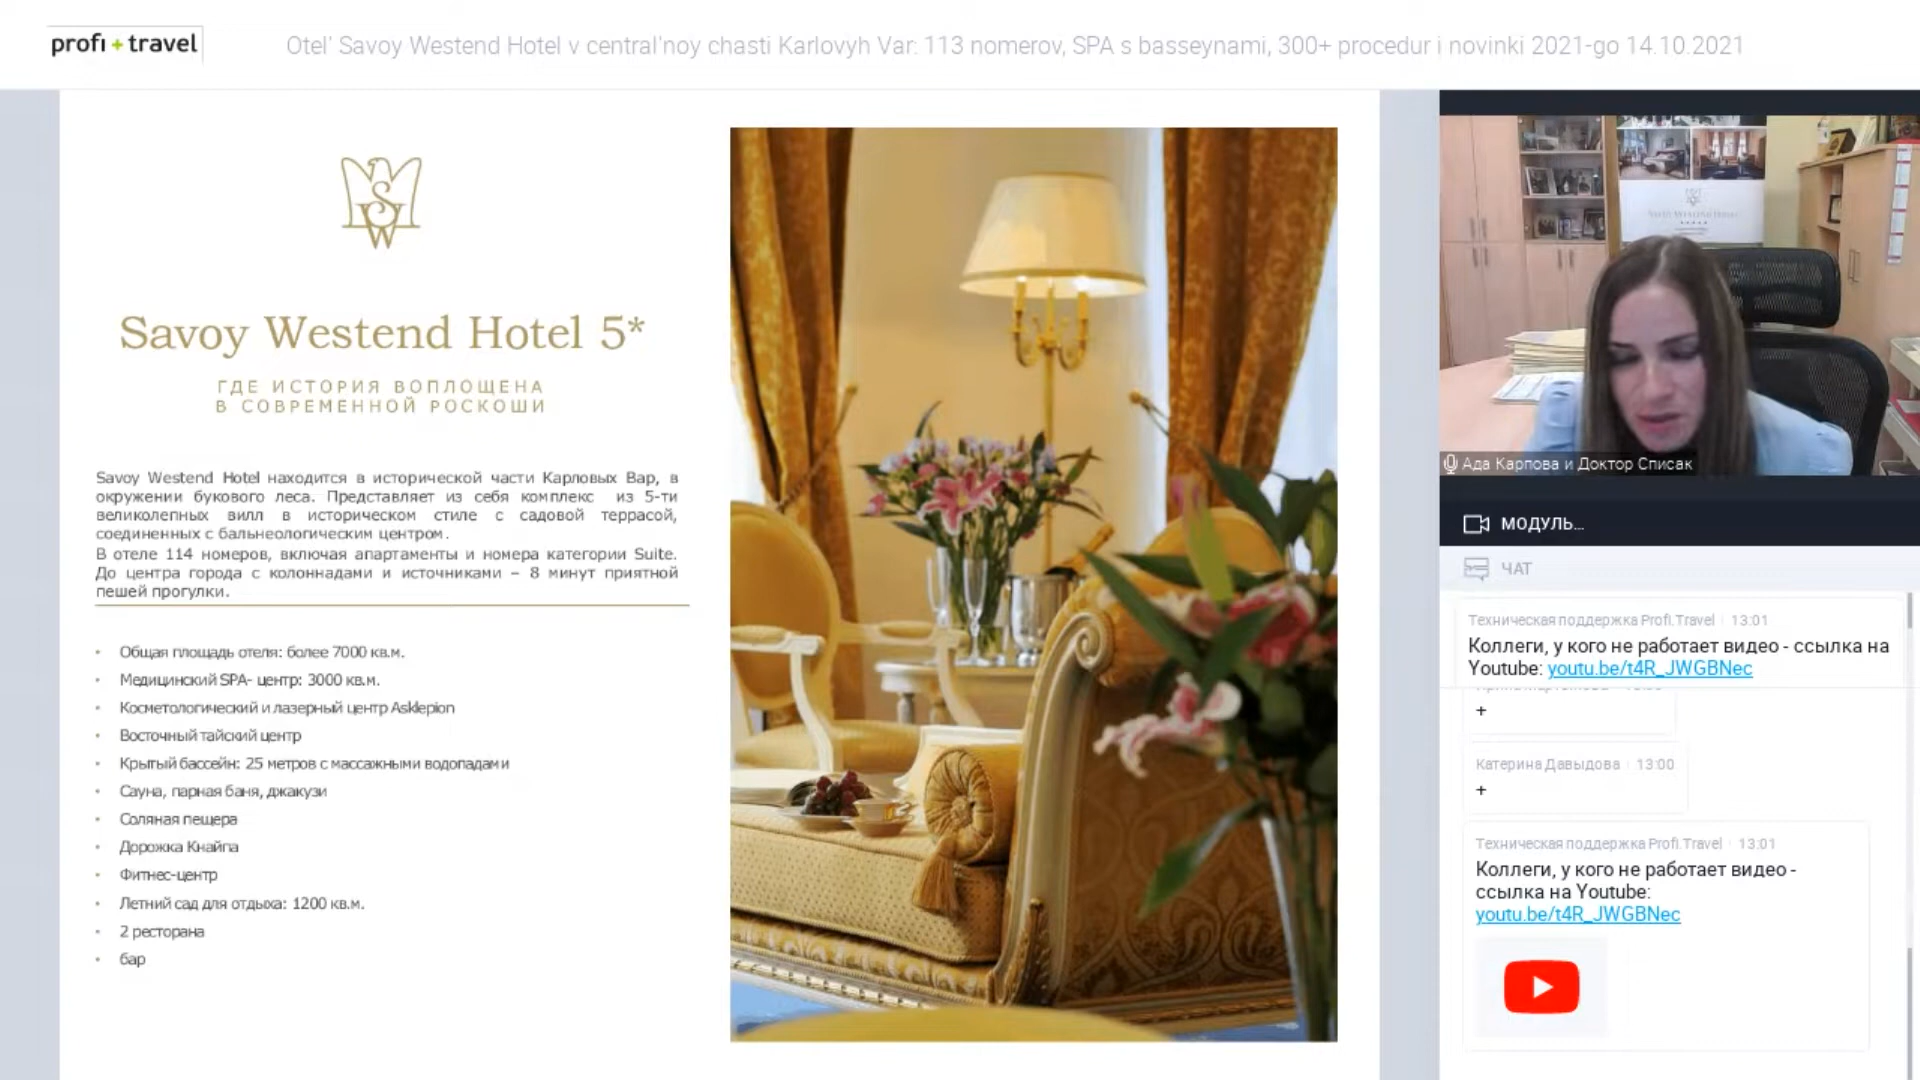 profi + travel
Otel' Savoy Westend Hotel v central'noy chasti Karlovyh Var: 113 nomerov, SPA s basseynami, 300+ procedur i novinki 2021-go 14.10.2021
SW
Savoy Westend Hotel 5*
ГДЕ ИСТОРИЯ ВОПЛОЩЕНА
В СОВРЕМЕННОЙ РОСКОШИ
Savoy Westend Hotel находится в исторической части Карловых Вар, в
окружении букового леса. Представляет из себя комплекс из 5-ти
великолепных вилл в историческом стиле с садовой террасой,
соединенных с бальнеологическим центром.
В отеле 114 номеров, включая апартаменты и номера категории Suite.
До центра города с колоннадами и источниками – 8 минут приятной
пешей прогулки.
• Общая площадь отеля: более 7000 кв.м.
• Медицинский SPA- центр: 3000 кв.м.
• Косметологический и лазерный центр Asklepion
• Восточный тайский центр
• Крытый бассейн: 25 метров с массажными водопадами
• Сауна, парная баня, джакузи
• Соляная пещера
• Дорожка Кнайпа
• Фитнес-центр
• Летний сад для отдыха: 1200 кв.м.
• 2 ресторана
• бар
Ада Карпова и Доктор Списак
МОДУЛЬ...
ЧАТ
Техническая поддержка Profi.Travel · 13:01
Коллеги, у кого не работает видео - ссылка на
Youtube: youtu.be/t4R_JWGBNec
+
Катерина Давыдова · 13:00
+
Техническая поддержка Profi.Travel · 13:01
Коллеги, у кого не работает видео -
ссылка на Youtube:
youtu.be/t4R_JWGBNec